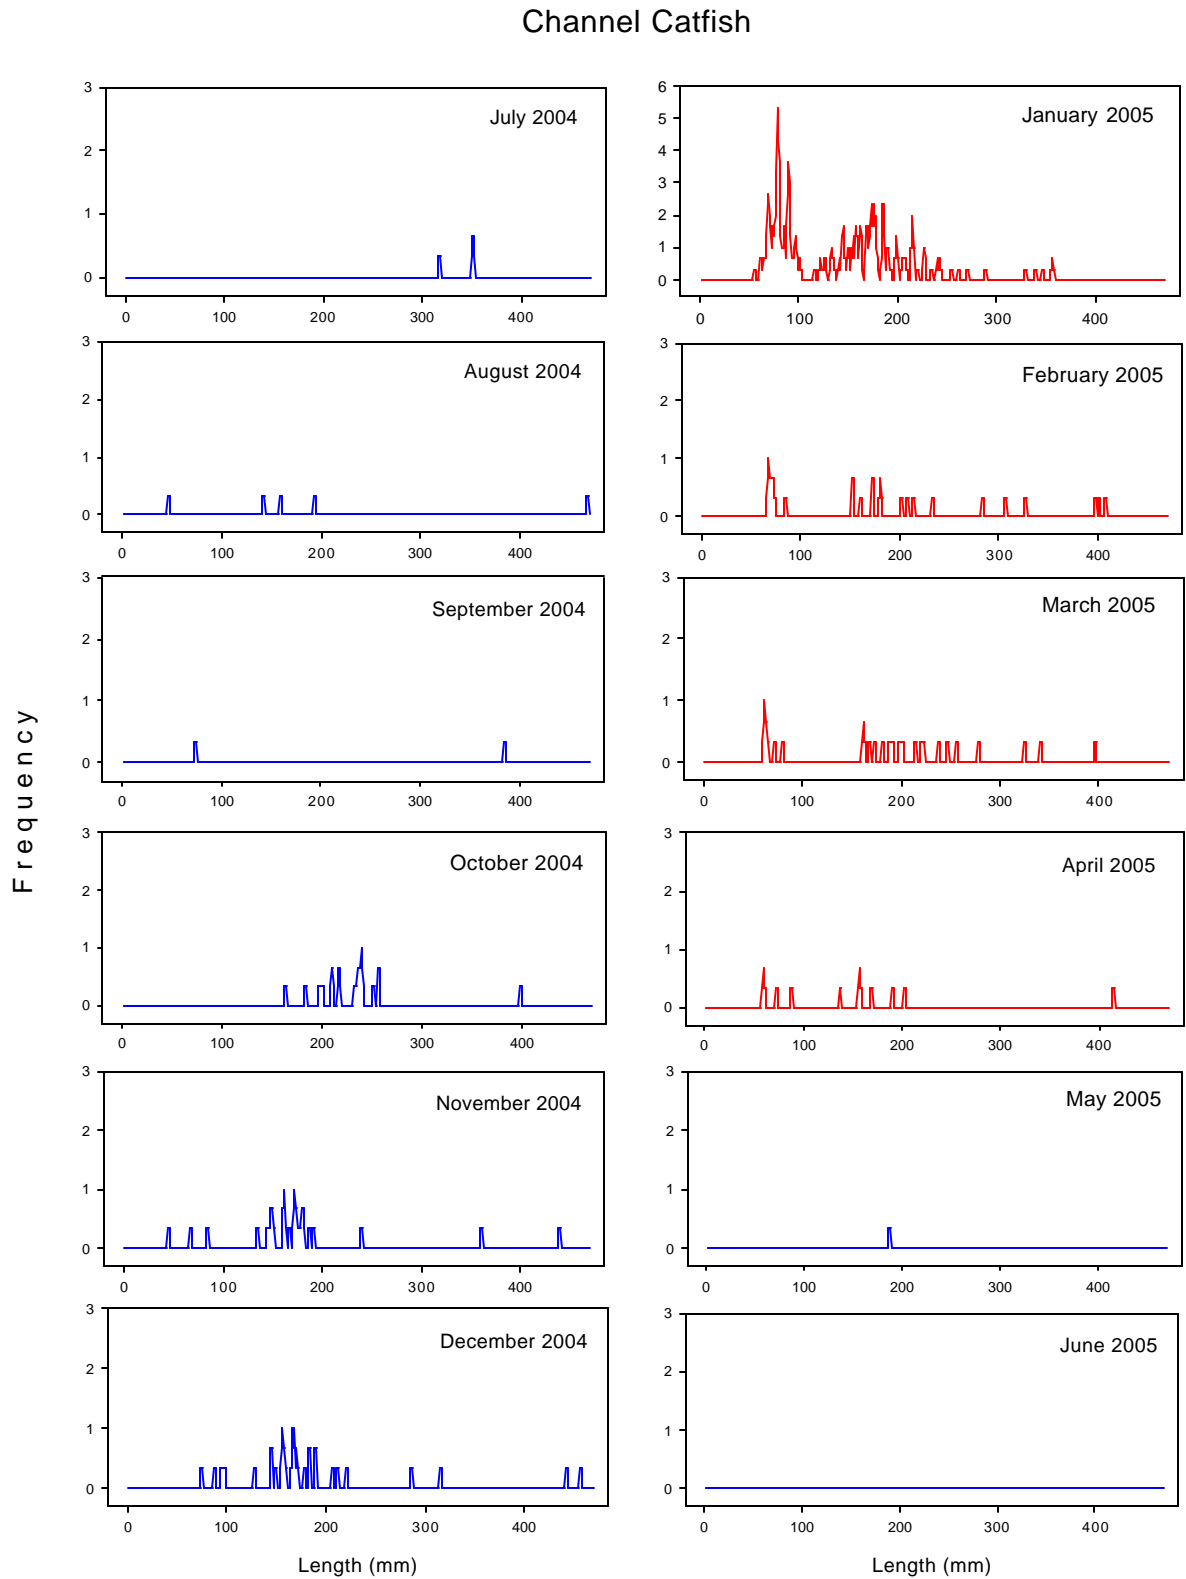 Channel Catfish
Frequency
July 2004
3
2
1
0
0 100 200 300 400
August 2004
3
2
1
0
0 100 200 300 400
September 2004
3
2
1
0
0 100 200 300 400
October 2004
3
2
1
0
0 100 200 300 400
November 2004
3
2
1
0
0 100 200 300 400
December 2004
3
2
1
0
0 100 200 300 400
Length (mm)
January 2005
6
5
4
3
2
1
0
0 100 200 300 400
February 2005
3
2
1
0
0 100 200 300 400
March 2005
3
2
1
0
0 100 200 300 400
April 2005
3
2
1
0
0 100 200 300 400
May 2005
3
2
1
0
0 100 200 300 400
June 2005
3
2
1
0
0 100 200 300 400
Length (mm)